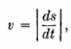 v = |ds/dt|,